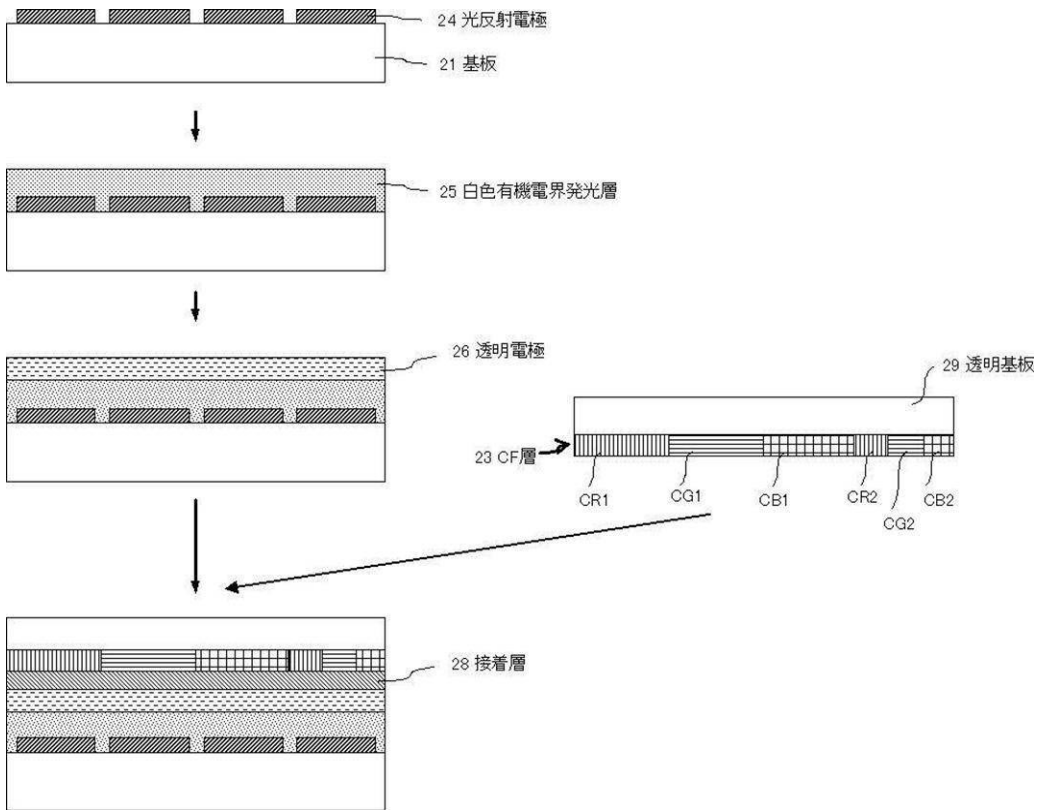 24 光反射電極
21 基板
25 白色有機電界発光層
26 透明電極
29 透明基板
23 CF層
CR1
CG1
CB1
CR2
CG2
CB2
28 接着層